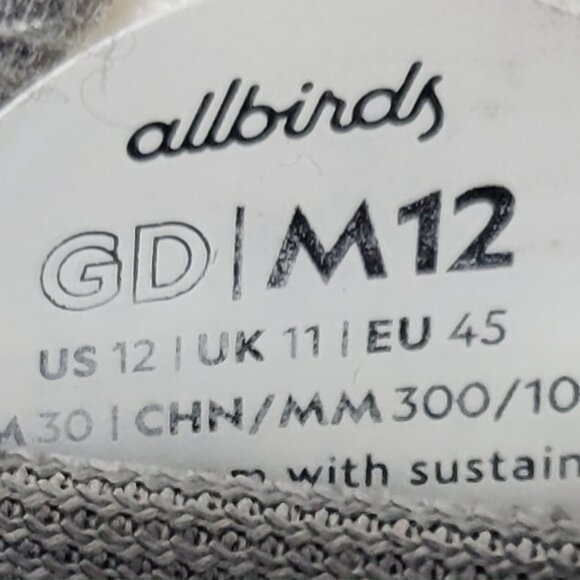 allbirds
GD | M12
US 12 | UK 11 | EU 45
30 | CHN/MM 300/10
with sustain